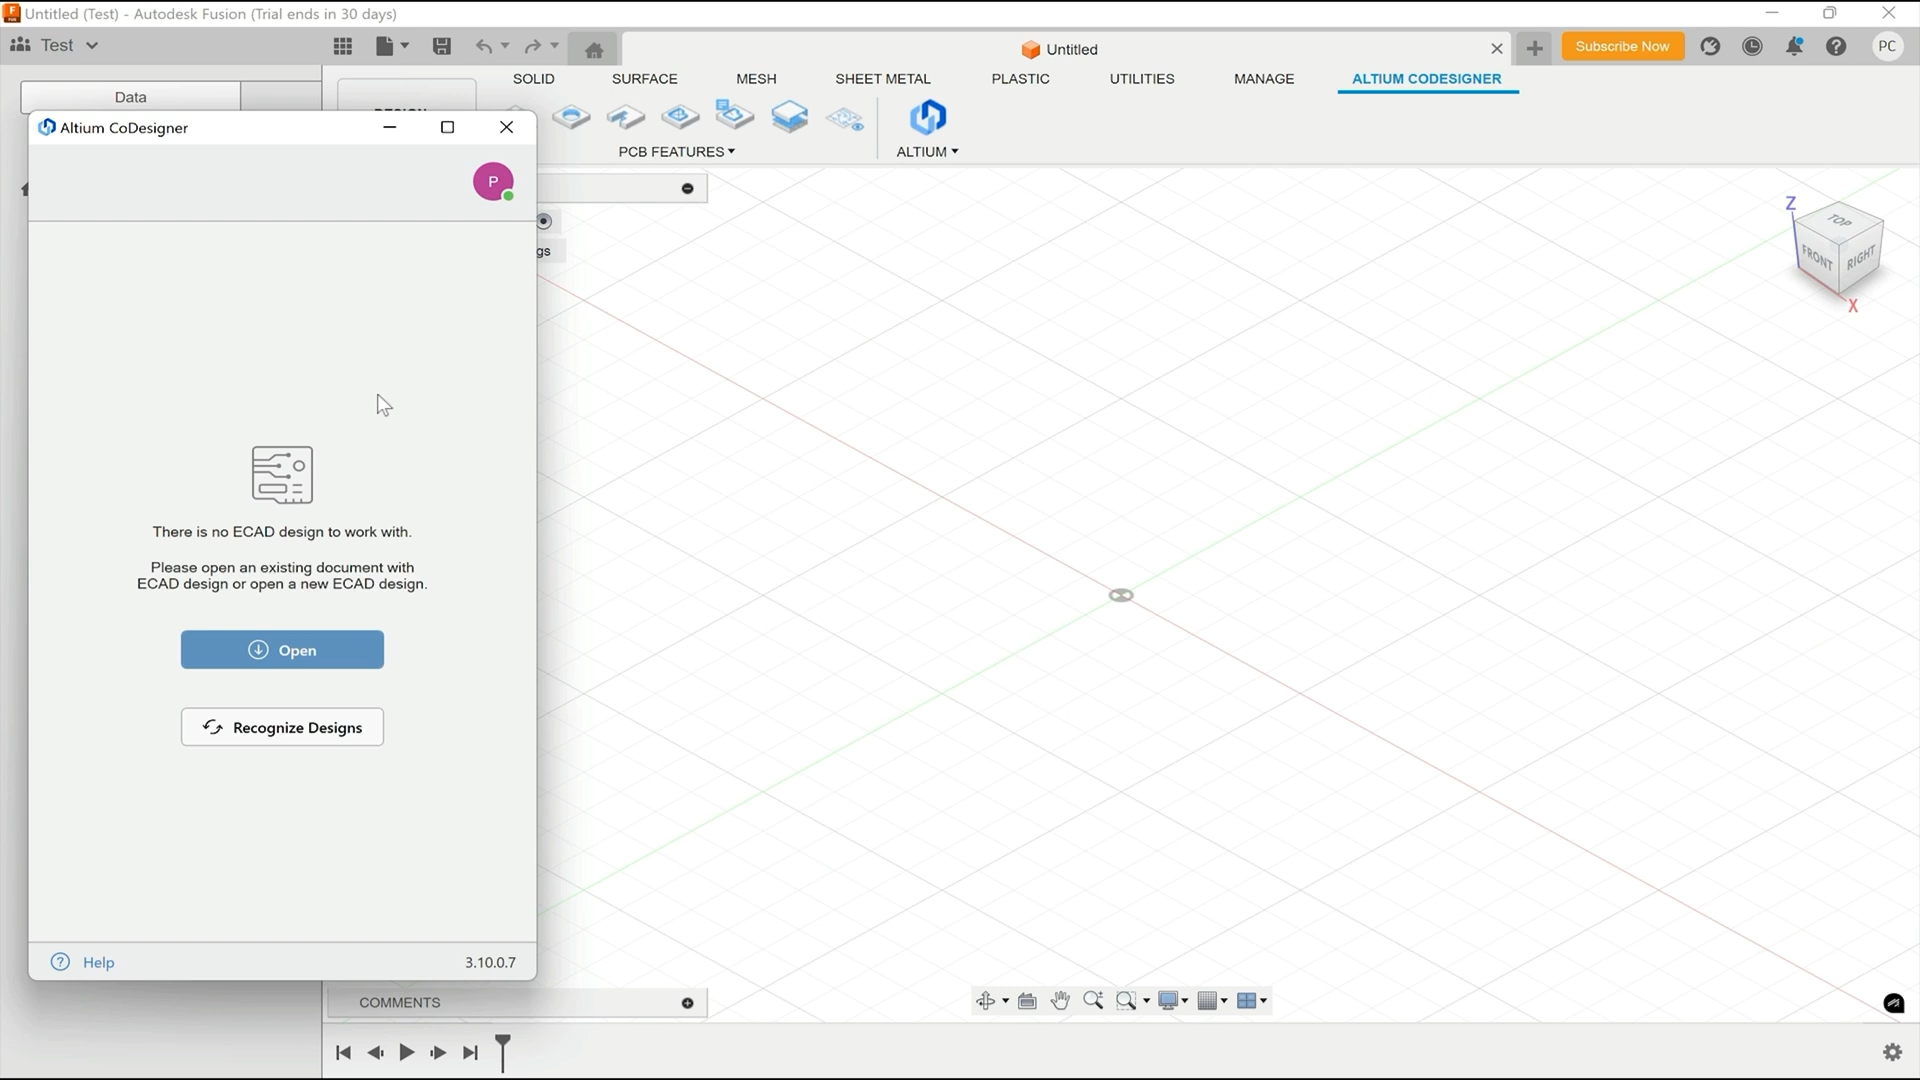 Untitled (Test) - Autodesk Fusion (Trial ends in 30 days)
Test
Untitled
Subscribe Now
PC
Data
SOLID
SURFACE
MESH
SHEET METAL
PLASTIC
UTILITIES
MANAGE
ALTIUM CODESIGNER
DESIGN
PCB FEATURES
ALTIUM
Altium CoDesigner
P
gs
Z
TOP
FRONT
RIGHT
X
There is no ECAD design to work with.
Please open an existing document with
ECAD design or open a new ECAD design.
Open
Recognize Designs
Help
3.10.0.7
COMMENTS